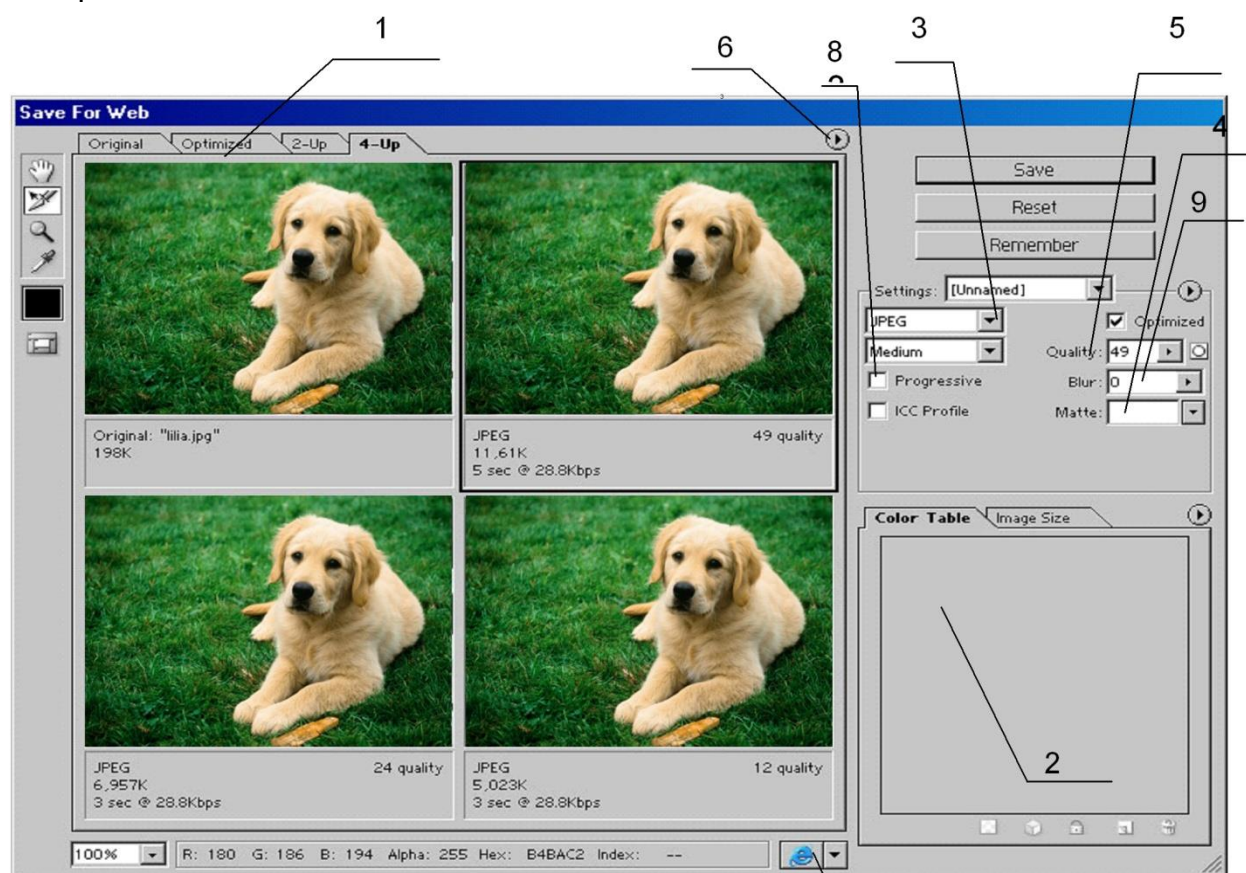 1
6
8
3
5
Save For Web
4
Original Optimized 2-Up 4-Up
Save
Reset
9
Remember
Settings: [Unnamed]
JPEG Optimized
Medium Quality: 49
Progressive Blur: 0
ICC Profile Matte:
Original: "lilia.jpg"
198K
JPEG 49 quality
11,61K
5 sec @ 28.8Kbps
Color Table Image Size
2
JPEG 24 quality
6,957K
3 sec @ 28.8Kbps
JPEG 12 quality
5,023K
3 sec @ 28.8Kbps
100% R: 180 G: 186 B: 194 Alpha: 255 Hex: B4BAC2 Index: --